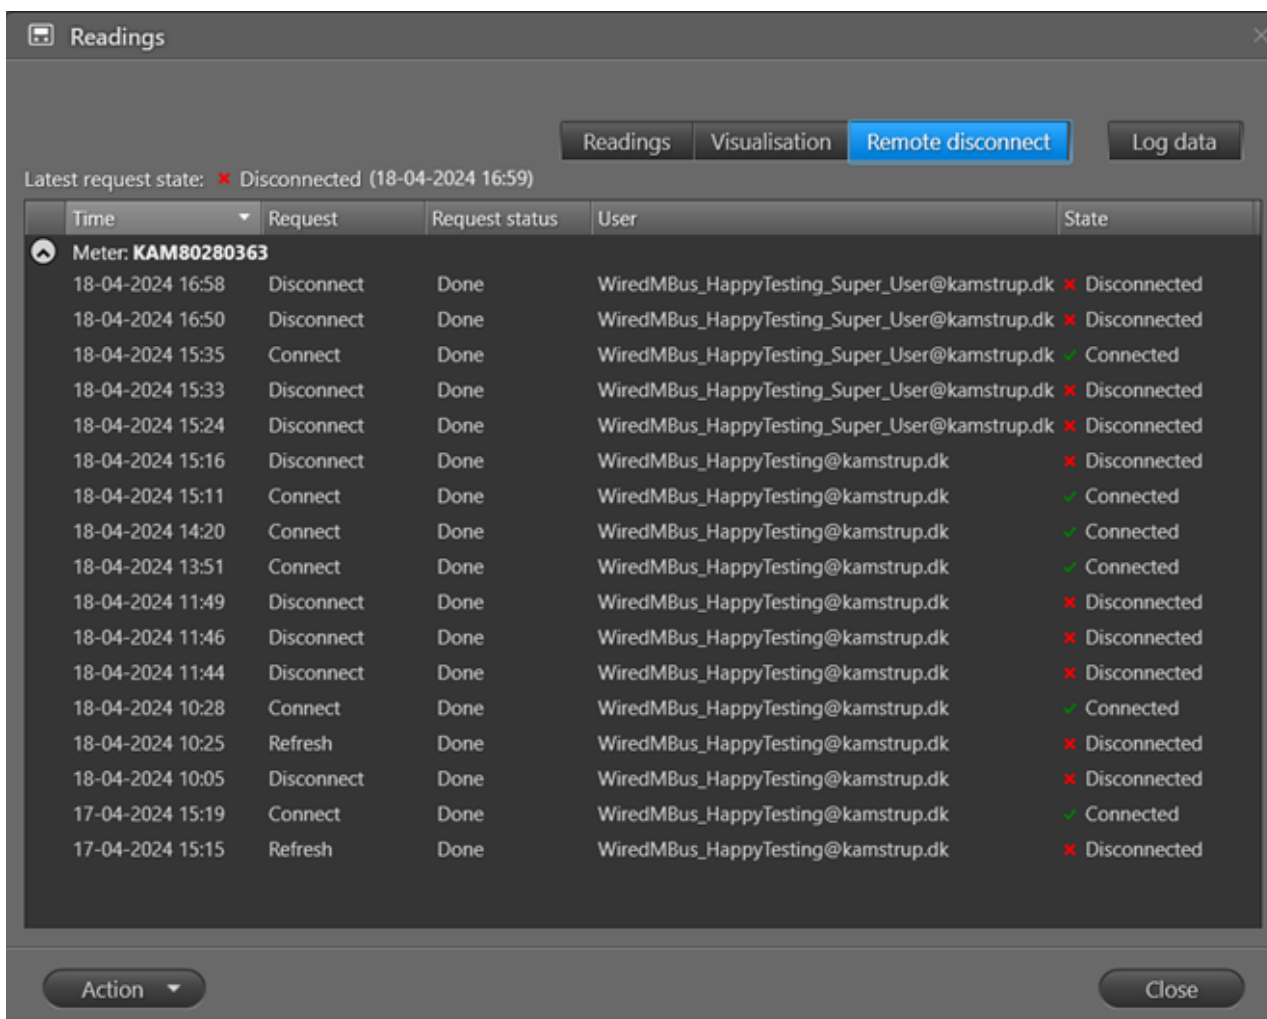 Readings
Readings Visualisation Remote disconnect Log data
Latest request state: Disconnected (18-04-2024 16:59)
Time Request Request status User State
Meter: KAM80280363
18-04-2024 16:58 Disconnect Done WiredMBus_HappyTesting_Super_User@kamstrup.dk Disconnected
18-04-2024 16:50 Disconnect Done WiredMBus_HappyTesting_Super_User@kamstrup.dk Disconnected
18-04-2024 15:35 Connect Done WiredMBus_HappyTesting_Super_User@kamstrup.dk Connected
18-04-2024 15:33 Disconnect Done WiredMBus_HappyTesting_Super_User@kamstrup.dk Disconnected
18-04-2024 15:24 Disconnect Done WiredMBus_HappyTesting_Super_User@kamstrup.dk Disconnected
18-04-2024 15:16 Disconnect Done WiredMBus_HappyTesting@kamstrup.dk Disconnected
18-04-2024 15:11 Connect Done WiredMBus_HappyTesting@kamstrup.dk Connected
18-04-2024 14:20 Connect Done WiredMBus_HappyTesting@kamstrup.dk Connected
18-04-2024 13:51 Connect Done WiredMBus_HappyTesting@kamstrup.dk Connected
18-04-2024 11:49 Disconnect Done WiredMBus_HappyTesting@kamstrup.dk Disconnected
18-04-2024 11:46 Disconnect Done WiredMBus_HappyTesting@kamstrup.dk Disconnected
18-04-2024 11:44 Disconnect Done WiredMBus_HappyTesting@kamstrup.dk Disconnected
18-04-2024 10:28 Connect Done WiredMBus_HappyTesting@kamstrup.dk Connected
18-04-2024 10:25 Refresh Done WiredMBus_HappyTesting@kamstrup.dk Disconnected
18-04-2024 10:05 Disconnect Done WiredMBus_HappyTesting@kamstrup.dk Disconnected
17-04-2024 15:19 Connect Done WiredMBus_HappyTesting@kamstrup.dk Connected
17-04-2024 15:15 Refresh Done WiredMBus_HappyTesting@kamstrup.dk Disconnected
Action Close